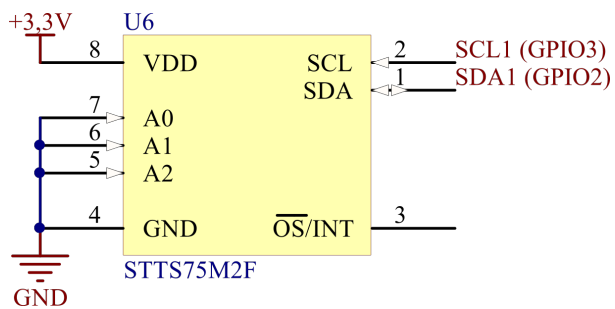 +3,3V U6
8 VDD SCL 2 SCL1 (GPIO3)
SDA 1 SDA1 (GPIO2)
7 A0
6 A1
5 A2
4 GND OS/INT 3
STTS75M2F
GND